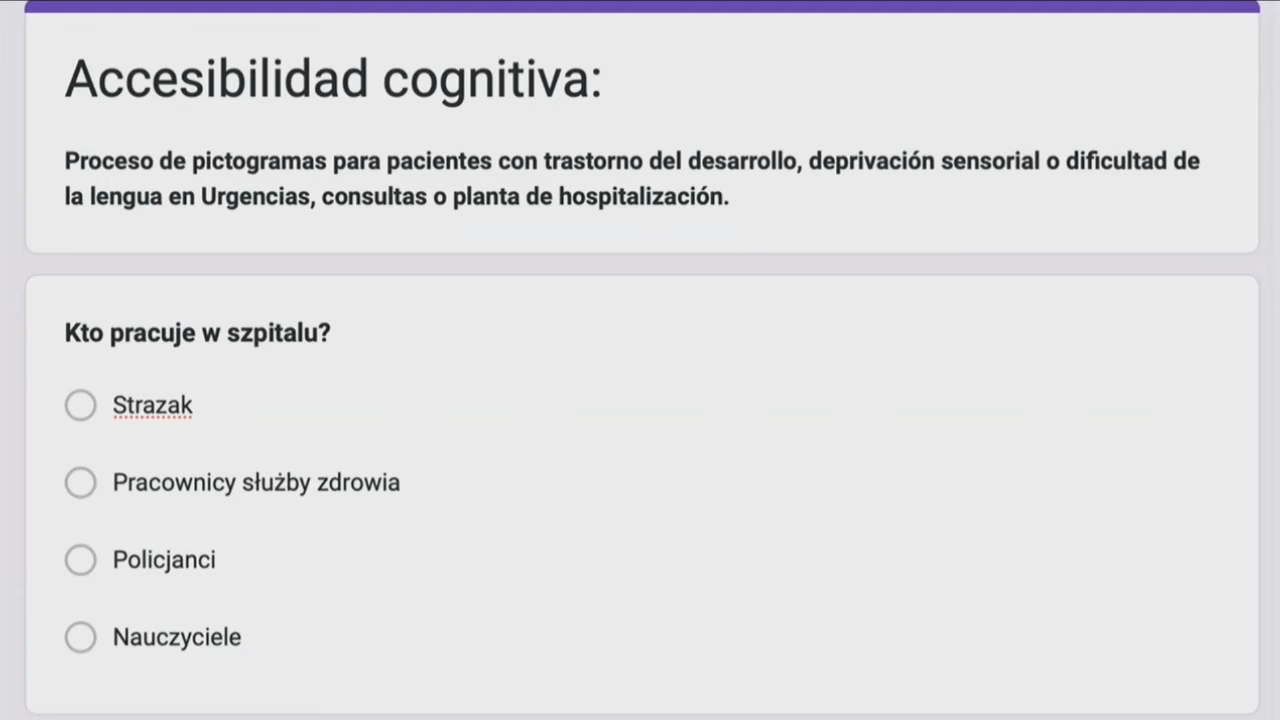 Accesibilidad cognitiva:
Proceso de pictogramas para pacientes con trastorno del desarrollo, deprivación sensorial o dificultad de
la lengua en Urgencias, consultas o planta de hospitalización.
Kto pracuje w szpitalu?
Strazak
Pracownicy służby zdrowia
Policjanci
Nauczyciele